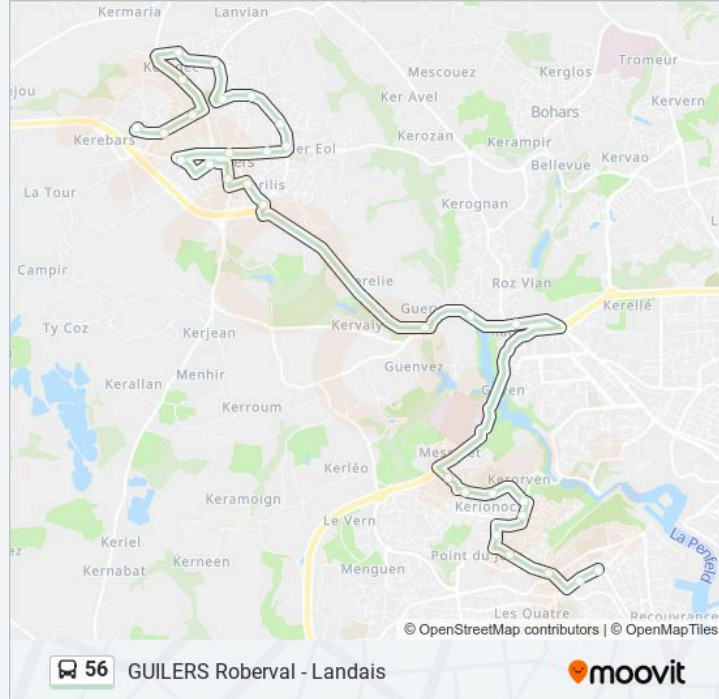 Kermaria
Lanvian
Mescouez
Kerglos
Tromeur
Ker Avel
Kervern
Bohars
Kerebars
Kerozan
Kerampir
Kervao
Bellevue
La Tour
Kerognan
Campir
Roz Vian
Kerellé
Ty Coz
Kerjean
Kervaly
Menhir
Guenvez
Kerallan
Kerroum
Kerléo
Keramoign
Le Vern
Keriel
Kernabat
Kerneen
Menguen
La Penfeld
Les Quatre
Recouvrance
© OpenStreetMap contributors | © OpenMapTiles
56 GUILERS Roberval - Landais moovit